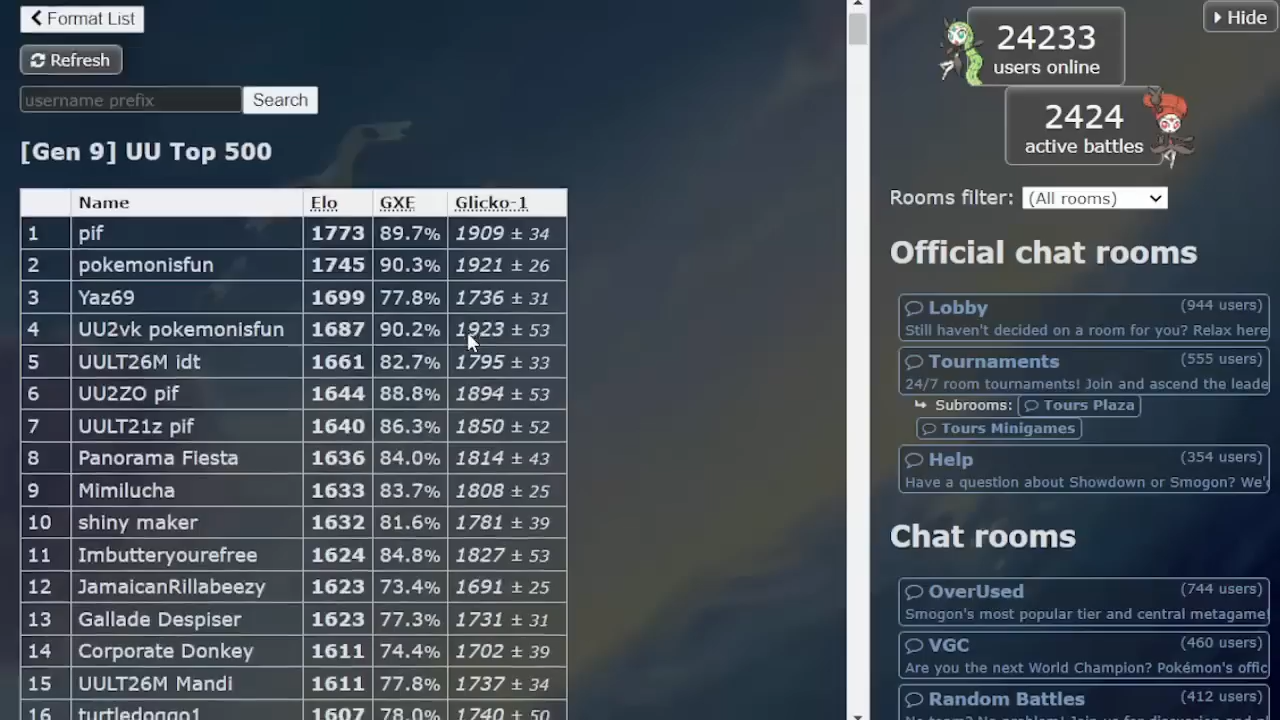 Format List
Refresh
username prefix
Search
[Gen 9] UU Top 500
Name Elo GXE Glicko-1
1 pif 1773 89.7% 1909 ± 34
2 pokemonisfun 1745 90.3% 1921 ± 26
3 Yaz69 1699 77.8% 1736 ± 31
4 UU2vk pokemonisfun 1687 90.2% 1923 ± 53
5 UULT26M idt 1661 82.7% 1795 ± 33
6 UU2ZO pif 1644 88.8% 1894 ± 53
7 UULT21z pif 1640 86.3% 1850 ± 52
8 Panorama Flesta 1636 84.0% 1814 ± 43
9 Mimilucha 1633 83.7% 1808 ± 25
10 shiny maker 1632 81.6% 1781 ± 39
11 Imbutteryourefree 1624 84.8% 1827 ± 53
12 JamaicanRillabeezy 1623 73.4% 1691 ± 25
13 Gallade Despiser 1623 77.3% 1731 ± 31
14 Corporate Donkey 1611 74.4% 1702 ± 39
15 UULT26M Mandi 1611 77.8% 1737 ± 34
16 turtledoggo1 1607 78.0% 1740 ± 50
Hide
24233
users online
2424
active battles
Rooms filter: (All rooms)
Official chat rooms
Lobby (944 users)
Still haven't decided on a room for you? Relax here
Tournaments (555 users)
24/7 room tournaments! Join and ascend the leade
Subrooms: Tours Plaza
Tours Minigames
Help (354 users)
Have a question about Showdown or Smogon? We'
Chat rooms
OverUsed (744 users)
Smogon's most popular tier and central metagame
VGC (460 users)
Are you the next World Champion? Pokémon's offic
Random Battles (412 users)